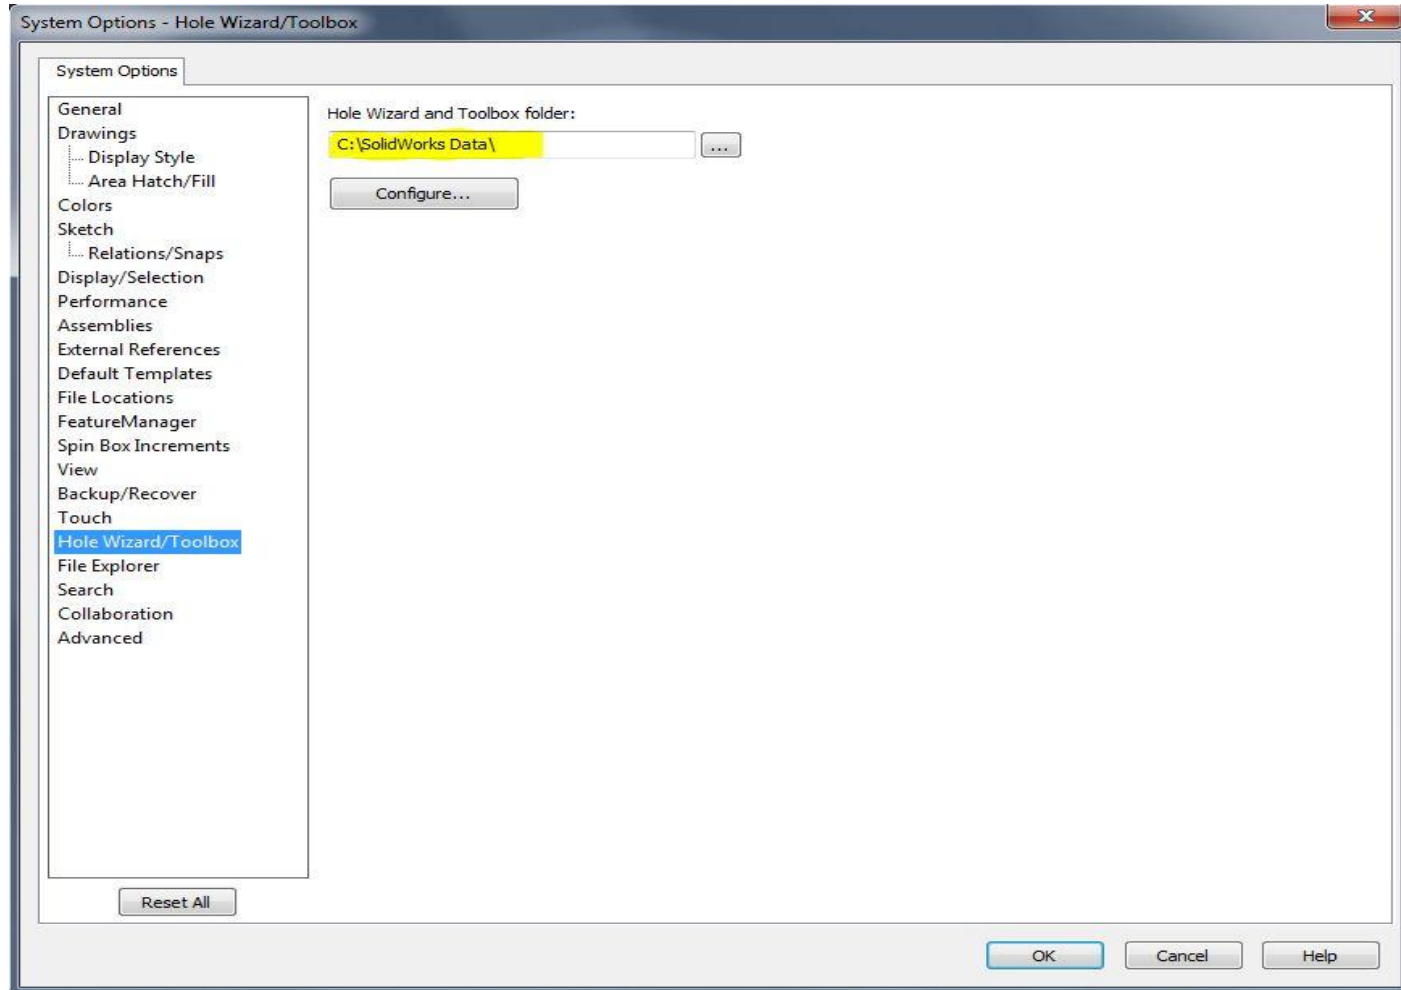 System Options - Hole Wizard/Toolbox
System Options
General
Drawings
Display Style
Area Hatch/Fill
Colors
Sketch
Relations/Snaps
Display/Selection
Performance
Assemblies
External References
Default Templates
File Locations
FeatureManager
Spin Box Increments
View
Backup/Recover
Touch
Hole Wizard/Toolbox
File Explorer
Search
Collaboration
Advanced
Reset All
Hole Wizard and Toolbox folder:
C:\SolidWorks Data\
...
Configure...
OK
Cancel
Help